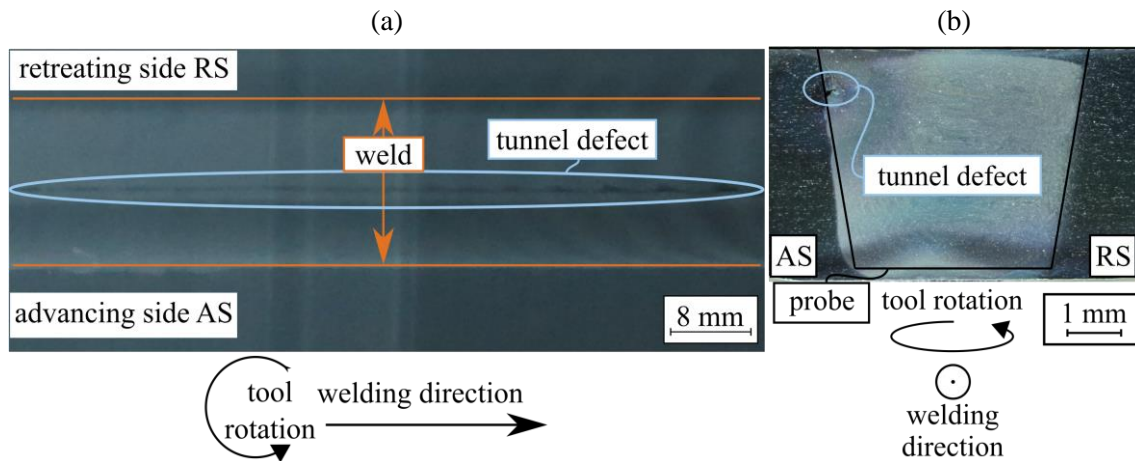 (a)
retreating side RS
weld
tunnel defect
advancing side AS
8 mm
tool
rotation
welding direction
(b)
tunnel defect
AS
RS
probe
tool rotation
1 mm
welding
direction